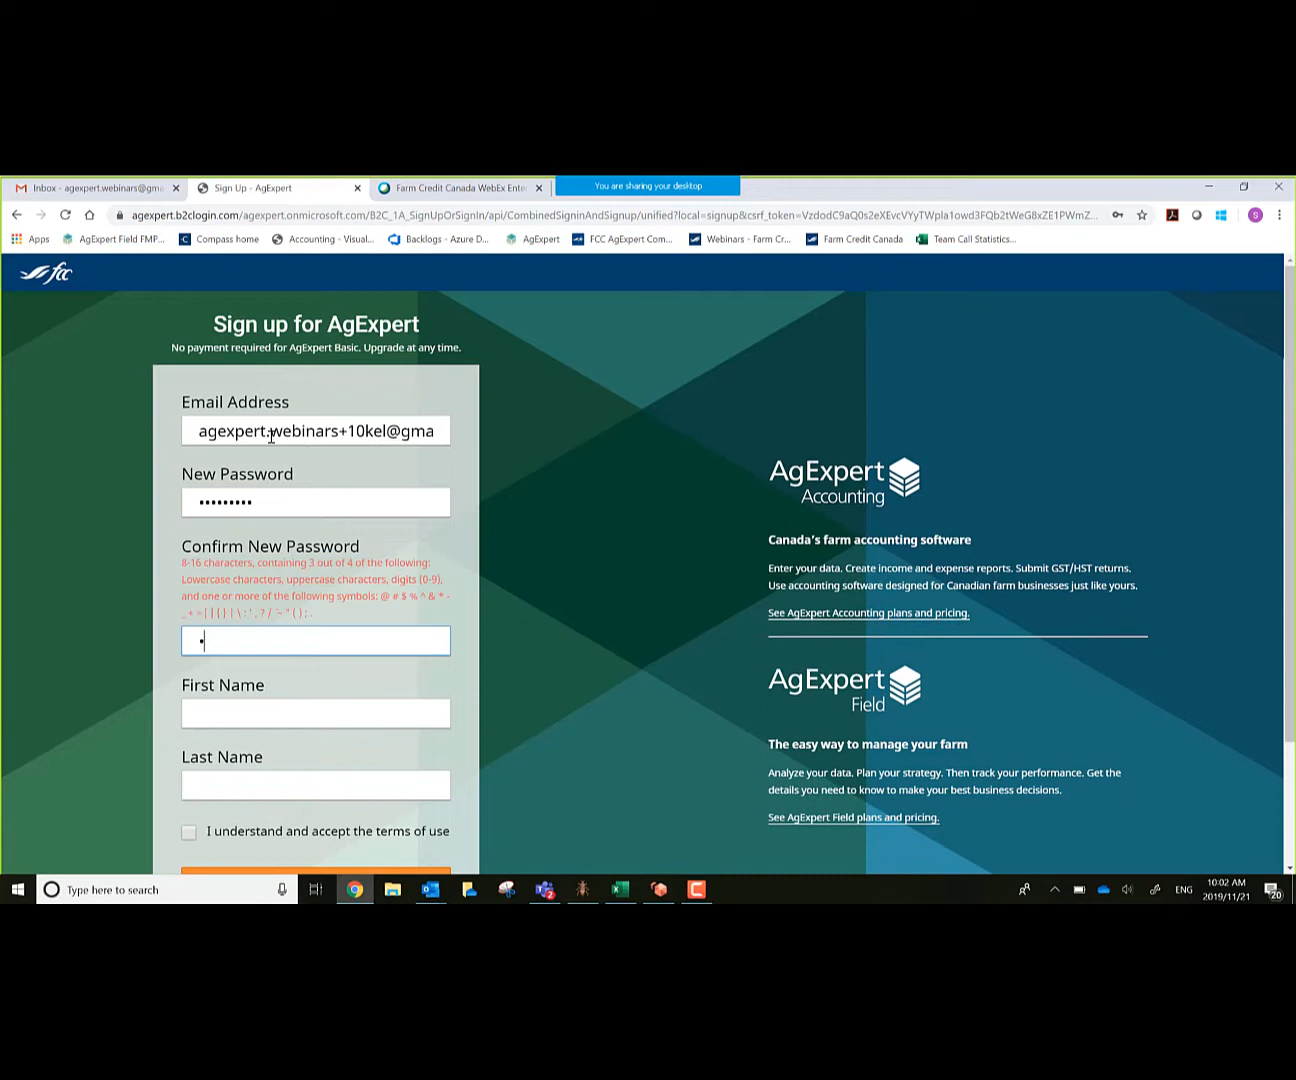 Inbox - agexpert.webinars@gm
Sign Up - AgExpert
Farm Credit Canada WebEx Ente
You are sharing your desktop
agexpert.b2clogin.com/agexpert.onmicrosoft.com/B2C_1A_SignUpOrSignIn/api/CombinedSigninAndSignup/unified?local=signup&csrf_token=
Apps
AgExpert Field FMP...
Compass home
Accounting - Visual...
Backlogs - Azure D...
AgExpert
FCC AgExpert Com...
Webinars - Farm Cr...
Farm Credit Canada
Team Call Statistics...
fcc
Sign up for AgExpert
No payment required for AgExpert Basic. Upgrade at any time.
Email Address
agexpert.webinars+10kel@gma
New Password
•••••••••
Confirm New Password
8-16 characters, containing 3 out of 4 of the following:
Lowercase characters, uppercase characters, digits (0-9),
and one or more of the following symbols: @ # $ % ^ & * -
•
First Name
Last Name
I understand and accept the terms of use
AgExpert
Accounting
Canada's farm accounting software
Enter your data. Create income and expense reports. Submit GST/HST returns.
Use accounting software designed for Canadian farm businesses just like yours.
See AgExpert Accounting plans and pricing.
AgExpert
Field
The easy way to manage your farm
Analyze your data. Plan your strategy. Then track your performance. Get the
details you need to know to make your best business decisions.
See AgExpert Field plans and pricing.
Type here to search
2
ENG
10:02 AM
2019/11/21
20